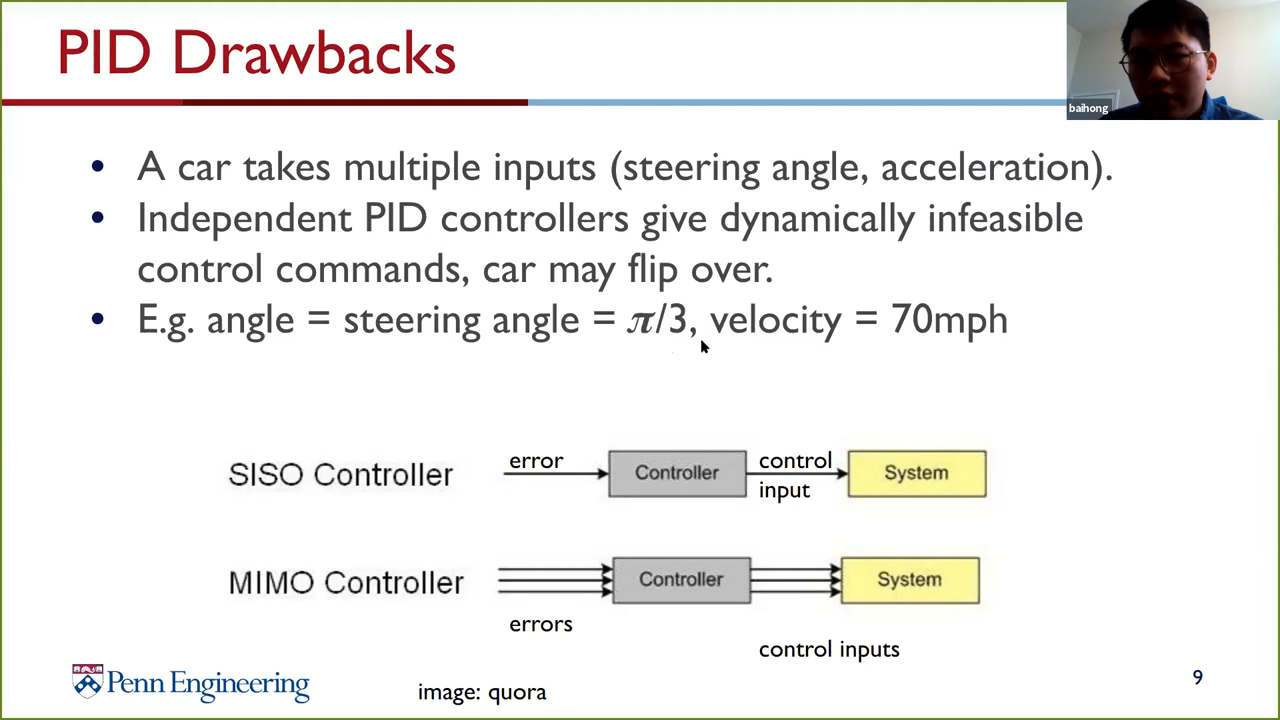 PID Drawbacks
baihong
• A car takes multiple inputs (steering angle, acceleration).
• Independent PID controllers give dynamically infeasible
control commands, car may flip over.
• E.g. angle = steering angle = π/3, velocity = 70mph
SISO Controller
error
Controller
control
input
System
MIMO Controller
errors
Controller
control inputs
System
Penn Engineering
image: quora
9